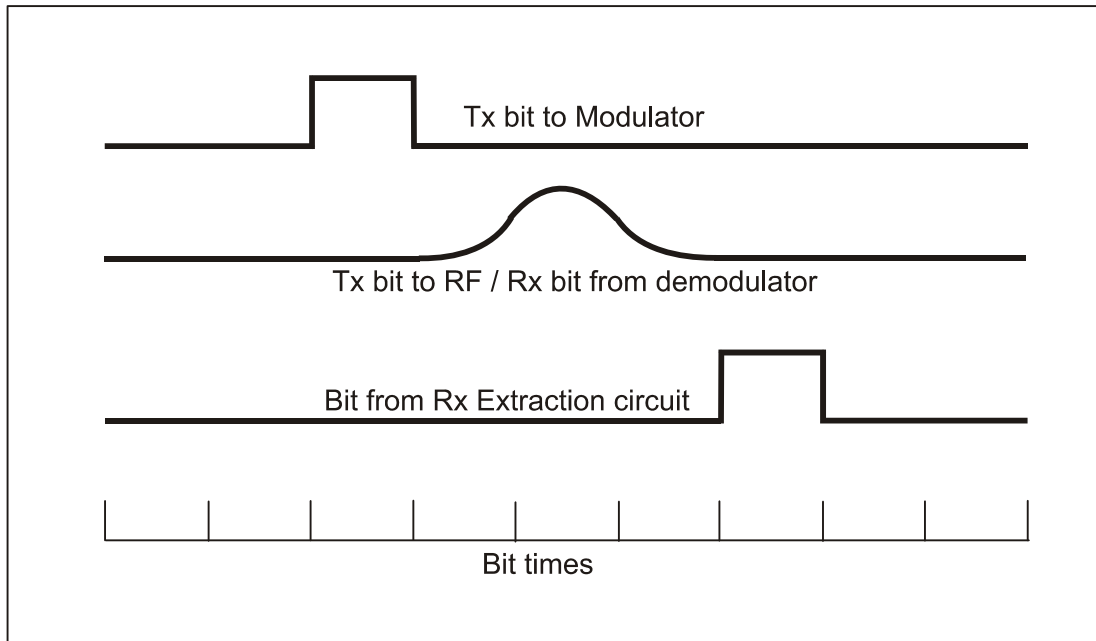 Tx bit to Modulator
Tx bit to RF / Rx bit from demodulator
Bit from Rx Extraction circuit
Bit times